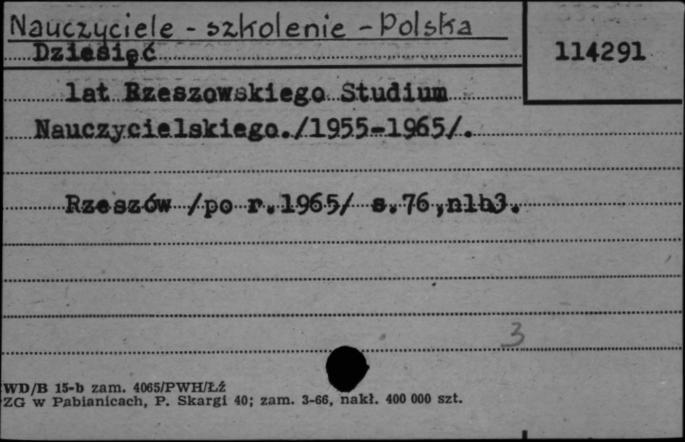 Nauczyciele - szkolenie - Polska
Dziesięć
114291
lat Rzeszowskiego Studium
Nauczycielskiego./1955-1965/.
Rzeszów /po r.1965/ s.76,nlb3.
3
WD/B 15-b zam. 4065/PWH/Łź
ZG w Pabianicach, P. Skargi 40; zam. 3-66, nakł. 400 000 szt.